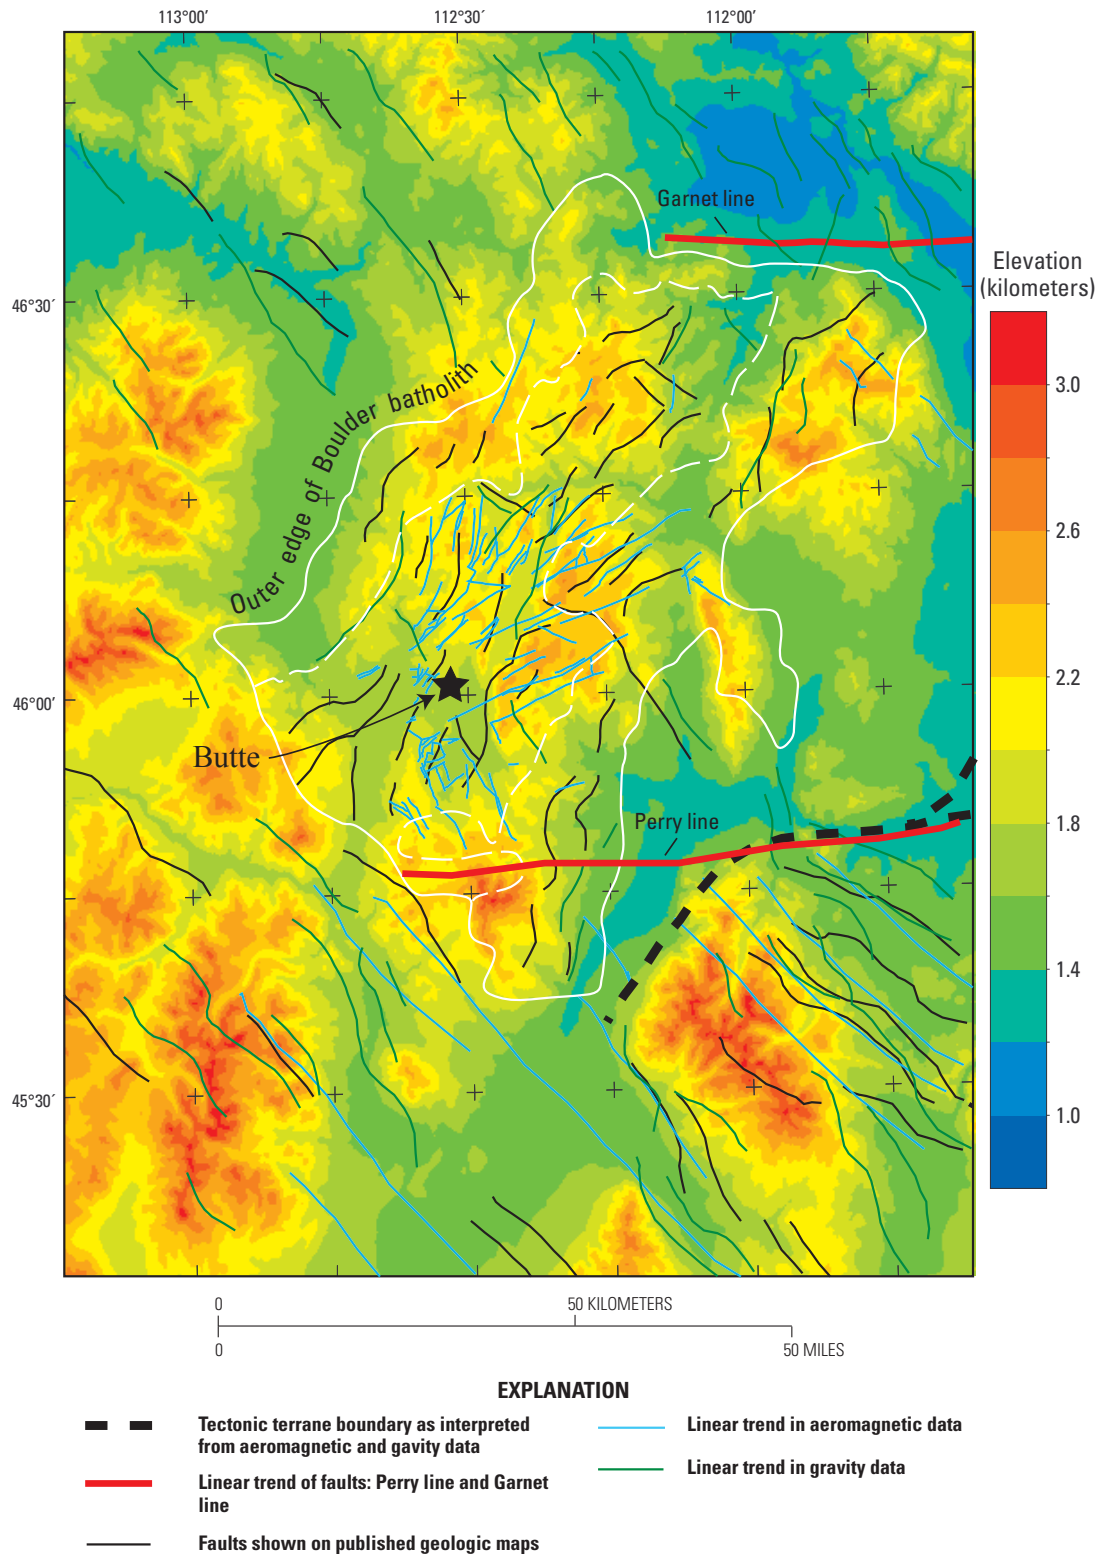 113°00′
112°30′
112°00′
Garnet line
Elevation
(kilometers)
46°30′
Outer edge of Boulder batholith
3.0
2.6
2.2
46°00′
Butte
Perry line
1.8
1.4
45°30′
1.0
0
50 KILOMETERS
0
50 MILES
EXPLANATION
Tectonic terrane boundary as interpreted
from aeromagnetic and gavity data
Linear trend of faults: Perry line and Garnet
line
Faults shown on published geologic maps
Linear trend in aeromagnetic data
Linear trend in gravity data